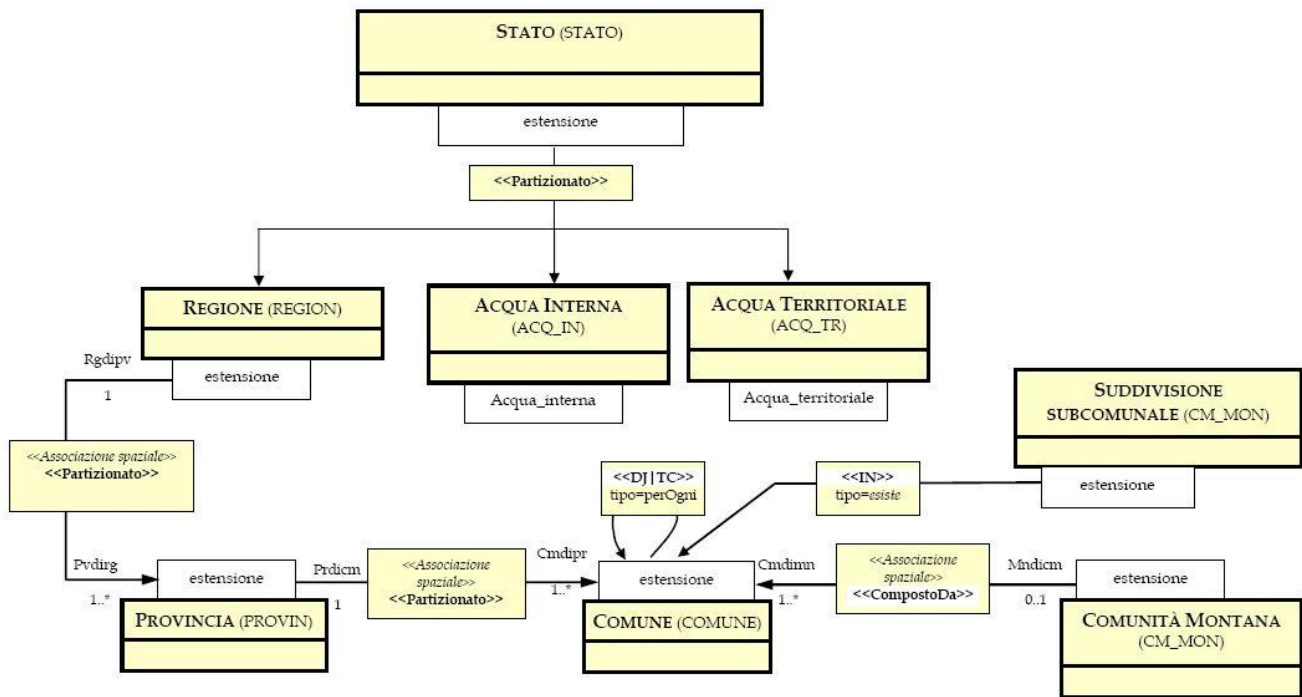 STATO (STATO)
estensione
<<Partizionato>>
REGIONE (REGION)
estensione
ACQUA INTERNA
(ACQ_IN)
Acqua_interna
ACQUA TERRITORIALE
(ACQ_TR)
Acqua_territoriale
Rgdipv
1
<<Associazione spaziale>>
<<Partizionato>>
Pvdirg
1..*
SUDDIVISIONE
SUBCOMUNALE (CM_MON)
estensione
<<DJ|TC>>
tipo=perOgni
<<IN>>
tipo=esiste
estensione
PROVINCIA (PROVIN)
Prdicm
1
<<Associazione
spaziale>>
<<Partizionato>>
Cmdipr
1..*
estensione
COMUNE (COMUNE)
Cmdimn
1..*
<<Associazione
spaziale>>
<<CompostoDa>>
Mndicm
0..1
estensione
COMUNITÀ MONTANA
(CM_MON)